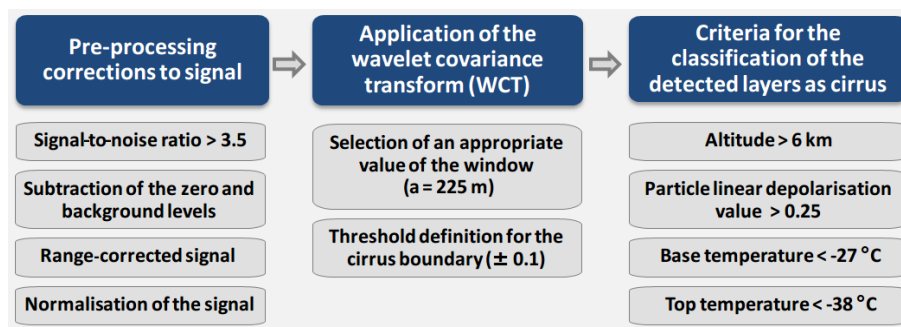 Pre-processing
corrections to signal
Signal-to-noise ratio > 3.5
Subtraction of the zero and
background levels
Range-corrected signal
Normalisation of the signal
Application of the
wavelet covariance
transform (WCT)
Selection of an appropriate
value of the window
(a = 225 m)
Threshold definition for the
cirrus boundary (± 0.1)
Criteria for the
classification of the
detected layers as cirrus
Altitude > 6 km
Particle linear depolarisation
value > 0.25
Base temperature < -27 °C
Top temperature < -38 °C